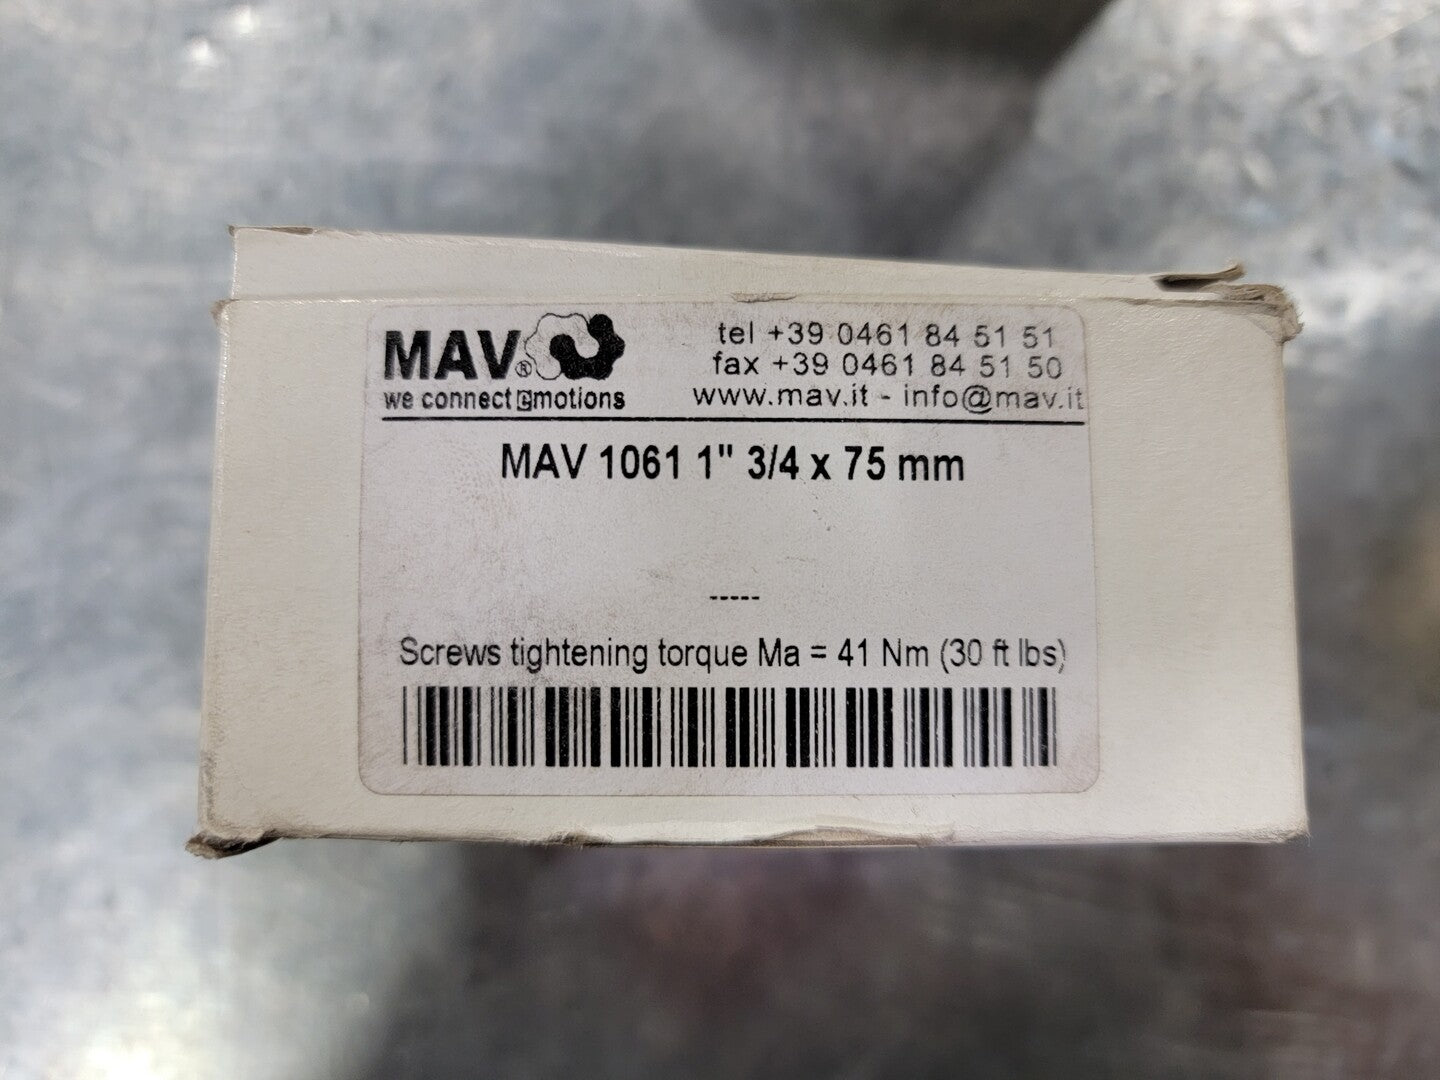 MAV®
we connect emotions
tel +39 0461 84 51 51
fax +39 0461 84 51 50
www.mav.it - info@mav.it
MAV 1061 1" 3/4 x 75 mm
-----
Screws tightening torque Ma = 41 Nm (30 ft lbs)